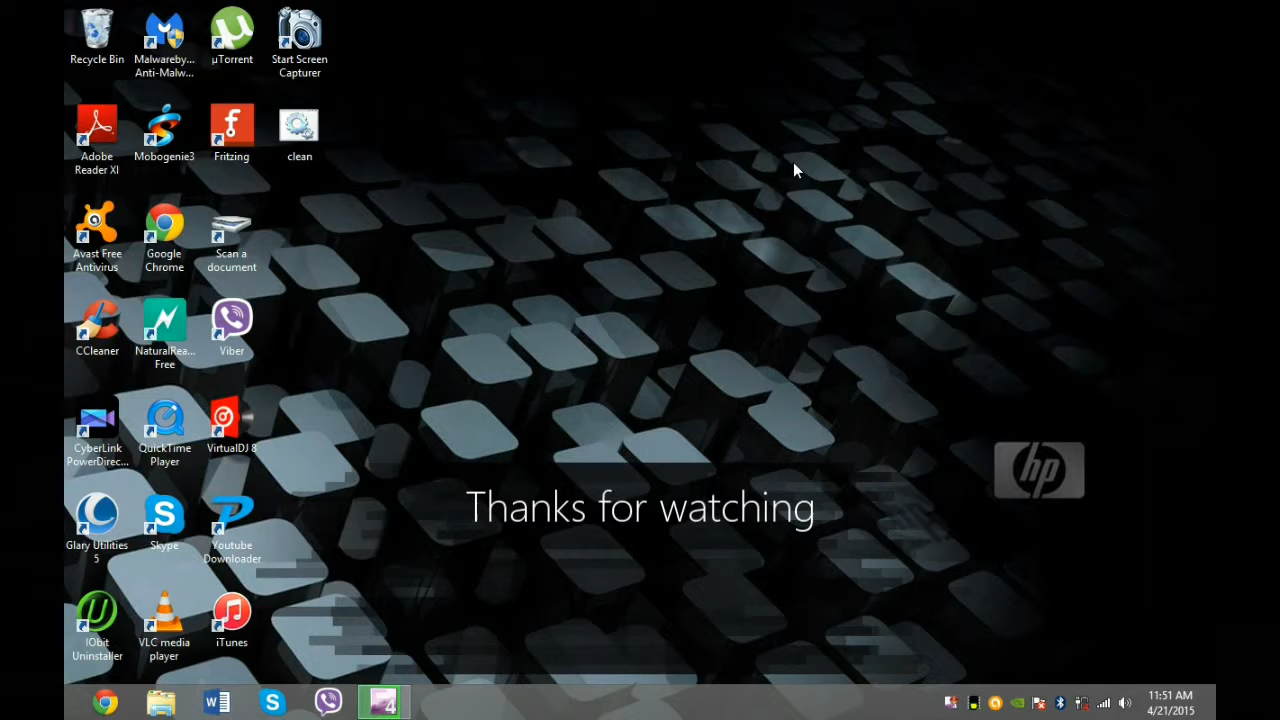 Recycle Bin
Malwareby...
Anti-Malw...
µTorrent
Start Screen
Capturer
Adobe
Reader XI
Mobogenie3
Fritzing
clean
Avast Free
Antivirus
Google
Chrome
Scan a
document
CCleaner
NaturalRea...
Free
Viber
CyberLink
PowerDirec...
QuickTime
Player
VirtualDJ 8
hp
Thanks for watching
Glary Utilities
5
Skype
Youtube
Downloader
IObit
Uninstaller
VLC media
player
iTunes
4
11:51 AM
4/21/2015